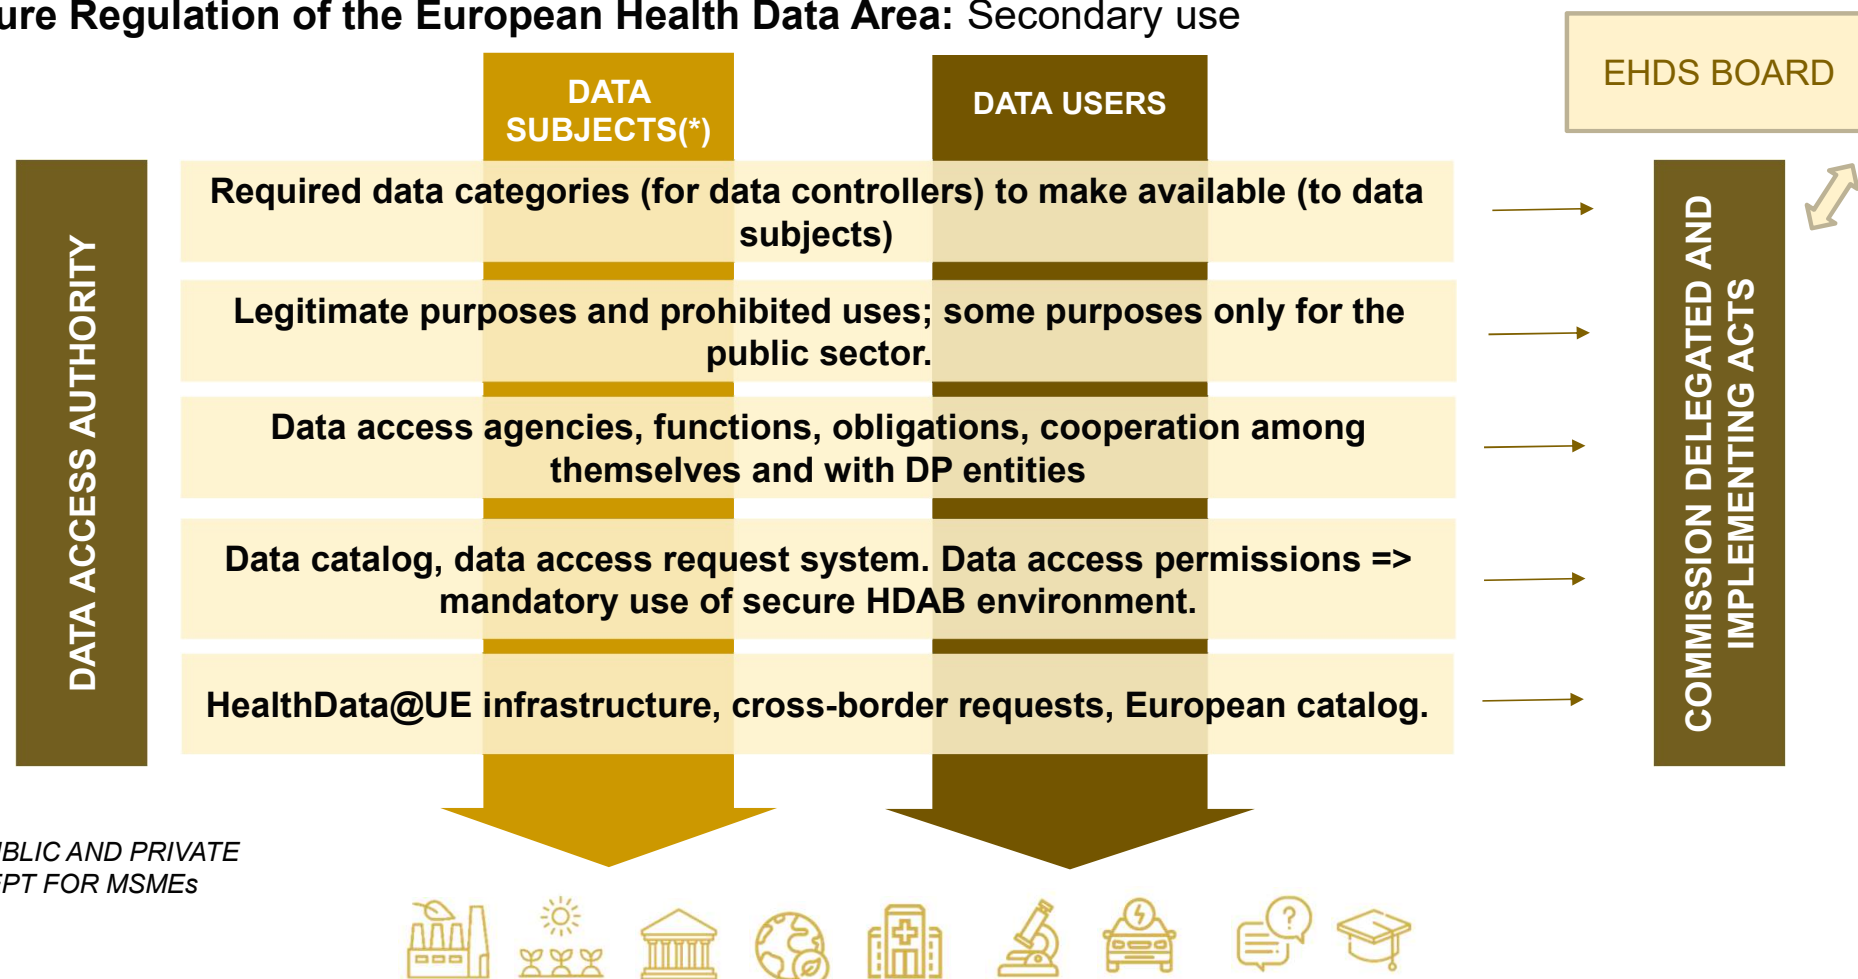 ure Regulation of the European Health Data Area: Secondary use
EHDS BOARD
DATA
SUBJECTS(*)
DATA USERS
DATA ACCESS AUTHORITY
Required data categories (for data controllers) to make available (to data
subjects)
Legitimate purposes and prohibited uses; some purposes only for the
public sector.
Data access agencies, functions, obligations, cooperation among
themselves and with DP entities
Data catalog, data access request system. Data access permissions =>
mandatory use of secure HDAB environment.
HealthData@UE infrastructure, cross-border requests, European catalog.
COMMISSION DELEGATED AND
IMPLEMENTING ACTS
BLIC AND PRIVATE
EPT FOR MSMEs
?